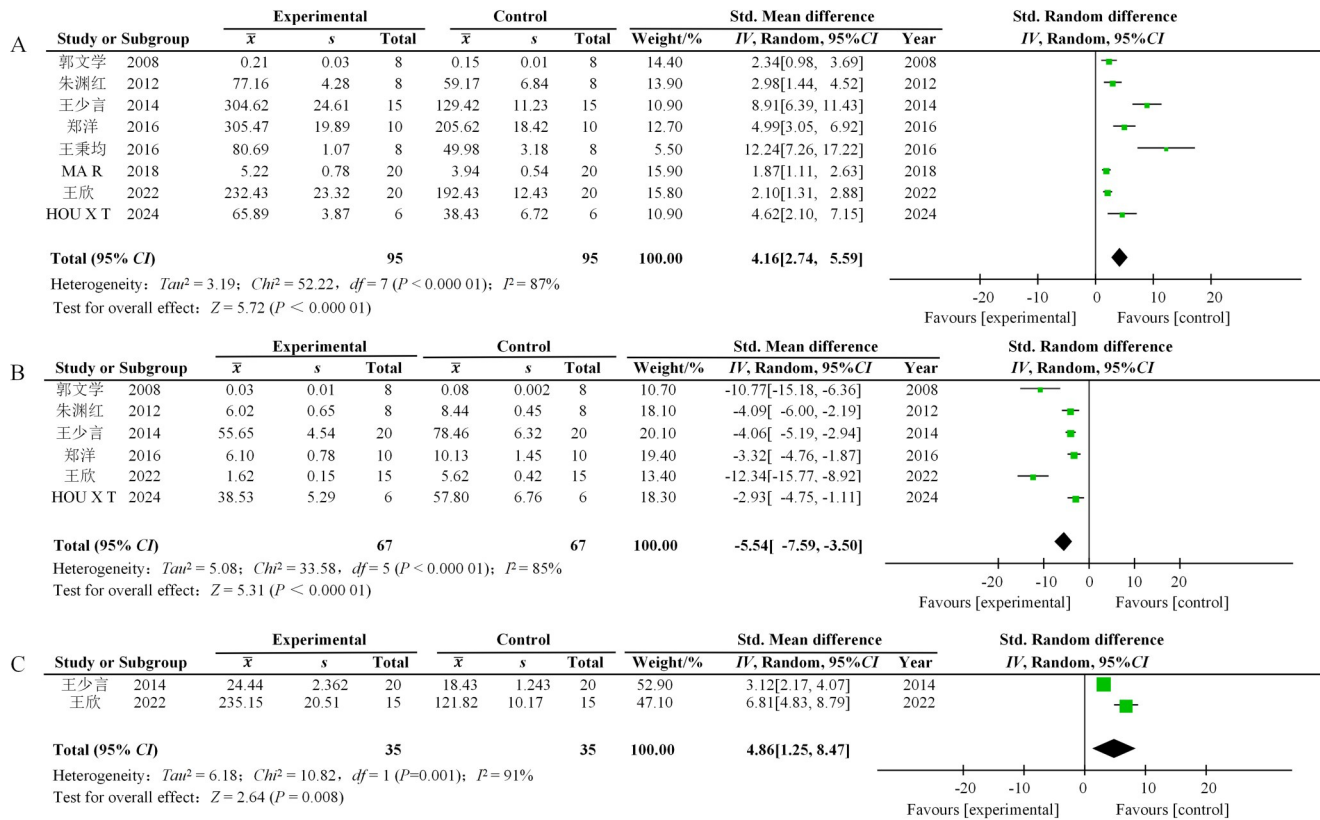 A
Experimental Control Std. Mean difference Std. Random difference
Study or Subgroup x̅ s Total x̅ s Total Weight/% IV, Random, 95%CI Year IV, Random, 95%CI
郭文学 2008 0.21 0.03 8 0.15 0.01 8 14.40 2.34[0.98, 3.69] 2008
朱渊红 2012 77.16 4.28 8 59.17 6.84 8 13.90 2.98[1.44, 4.52] 2012
王少言 2014 304.62 24.61 15 129.42 11.23 15 10.90 8.91[6.39, 11.43] 2014
郑洋 2016 305.47 19.89 10 205.62 18.42 10 12.70 4.99[3.05, 6.92] 2016
王秉均 2016 80.69 1.07 8 49.98 3.18 8 5.50 12.24[7.26, 17.22] 2016
MA R 2018 5.22 0.78 20 3.94 0.54 20 15.90 1.87[1.11, 2.63] 2018
王欣 2022 232.43 23.32 20 192.43 12.43 20 15.80 2.10[1.31, 2.88] 2022
HOU X T 2024 65.89 3.87 6 38.43 6.72 6 10.90 4.62[2.10, 7.15] 2024
Total (95% CI) 95 95 100.00 4.16[2.74, 5.59]
Heterogeneity：Tau² = 3.19；Chi² = 52.22，df = 7 (P < 0.000 01)；I² = 87%
Test for overall effect：Z = 5.72 (P < 0.000 01)
-20 -10 0 10 20
Favours [experimental] Favours [control]
B
Experimental Control Std. Mean difference Std. Random difference
Study or Subgroup x̅ s Total x̅ s Total Weight/% IV, Random, 95%CI Year IV, Random, 95%CI
郭文学 2008 0.03 0.01 8 0.08 0.002 8 10.70 -10.77[-15.18, -6.36] 2008
朱渊红 2012 6.02 0.65 8 8.44 0.45 8 18.10 -4.09[ -6.00, -2.19] 2012
王少言 2014 55.65 4.54 20 78.46 6.32 20 20.10 -4.06[ -5.19, -2.94] 2014
郑洋 2016 6.10 0.78 10 10.13 1.45 10 19.40 -3.32[ -4.76, -1.87] 2016
王欣 2022 1.62 0.15 15 5.62 0.42 15 13.40 -12.34[-15.77, -8.92] 2022
HOU X T 2024 38.53 5.29 6 57.80 6.76 6 18.30 -2.93[ -4.75, -1.11] 2024
Total (95% CI) 67 67 100.00 -5.54[ -7.59, -3.50]
Heterogeneity：Tau² = 5.08；Chi² = 33.58，df = 5 (P < 0.000 01)；I² = 85%
Test for overall effect：Z = 5.31 (P < 0.000 01)
-20 -10 0 10 20
Favours [experimental] Favours [control]
C
Experimental Control Std. Mean difference Std. Random difference
Study or Subgroup x̅ s Total x̅ s Total Weight/% IV, Random, 95%CI Year IV, Random, 95%CI
王少言 2014 24.44 2.362 20 18.43 1.243 20 52.90 3.12[2.17, 4.07] 2014
王欣 2022 235.15 20.51 15 121.82 10.17 15 47.10 6.81[4.83, 8.79] 2022
Total (95% CI) 35 35 100.00 4.86[1.25, 8.47]
Heterogeneity：Tau² = 6.18；Chi² = 10.82，df = 1 (P=0.001)；I² = 91%
Test for overall effect：Z = 2.64 (P = 0.008)
-20 -10 0 10 20
Favours [experimental] Favours [control]